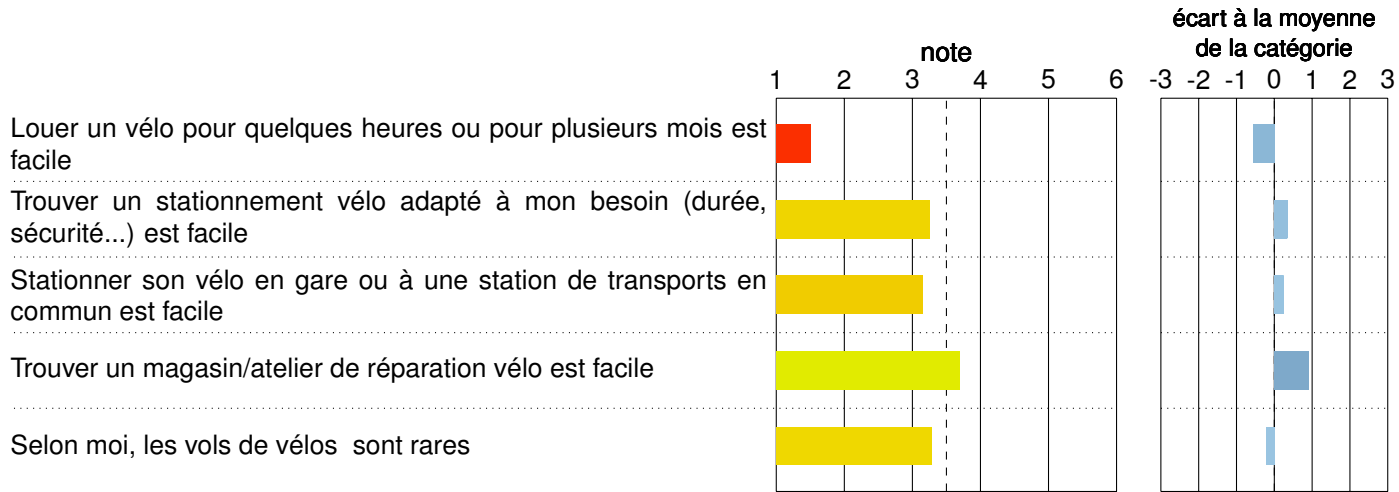 écart à la moyenne
de la catégorie
note
1 2 3 4 5 6
-3 -2 -1 0 1 2 3
Louer un vélo pour quelques heures ou pour plusieurs mois est
facile
Trouver un stationnement vélo adapté à mon besoin (durée,
sécurité...) est facile
Stationner son vélo en gare ou à une station de transports en
commun est facile
Trouver un magasin/atelier de réparation vélo est facile
Selon moi, les vols de vélos sont rares